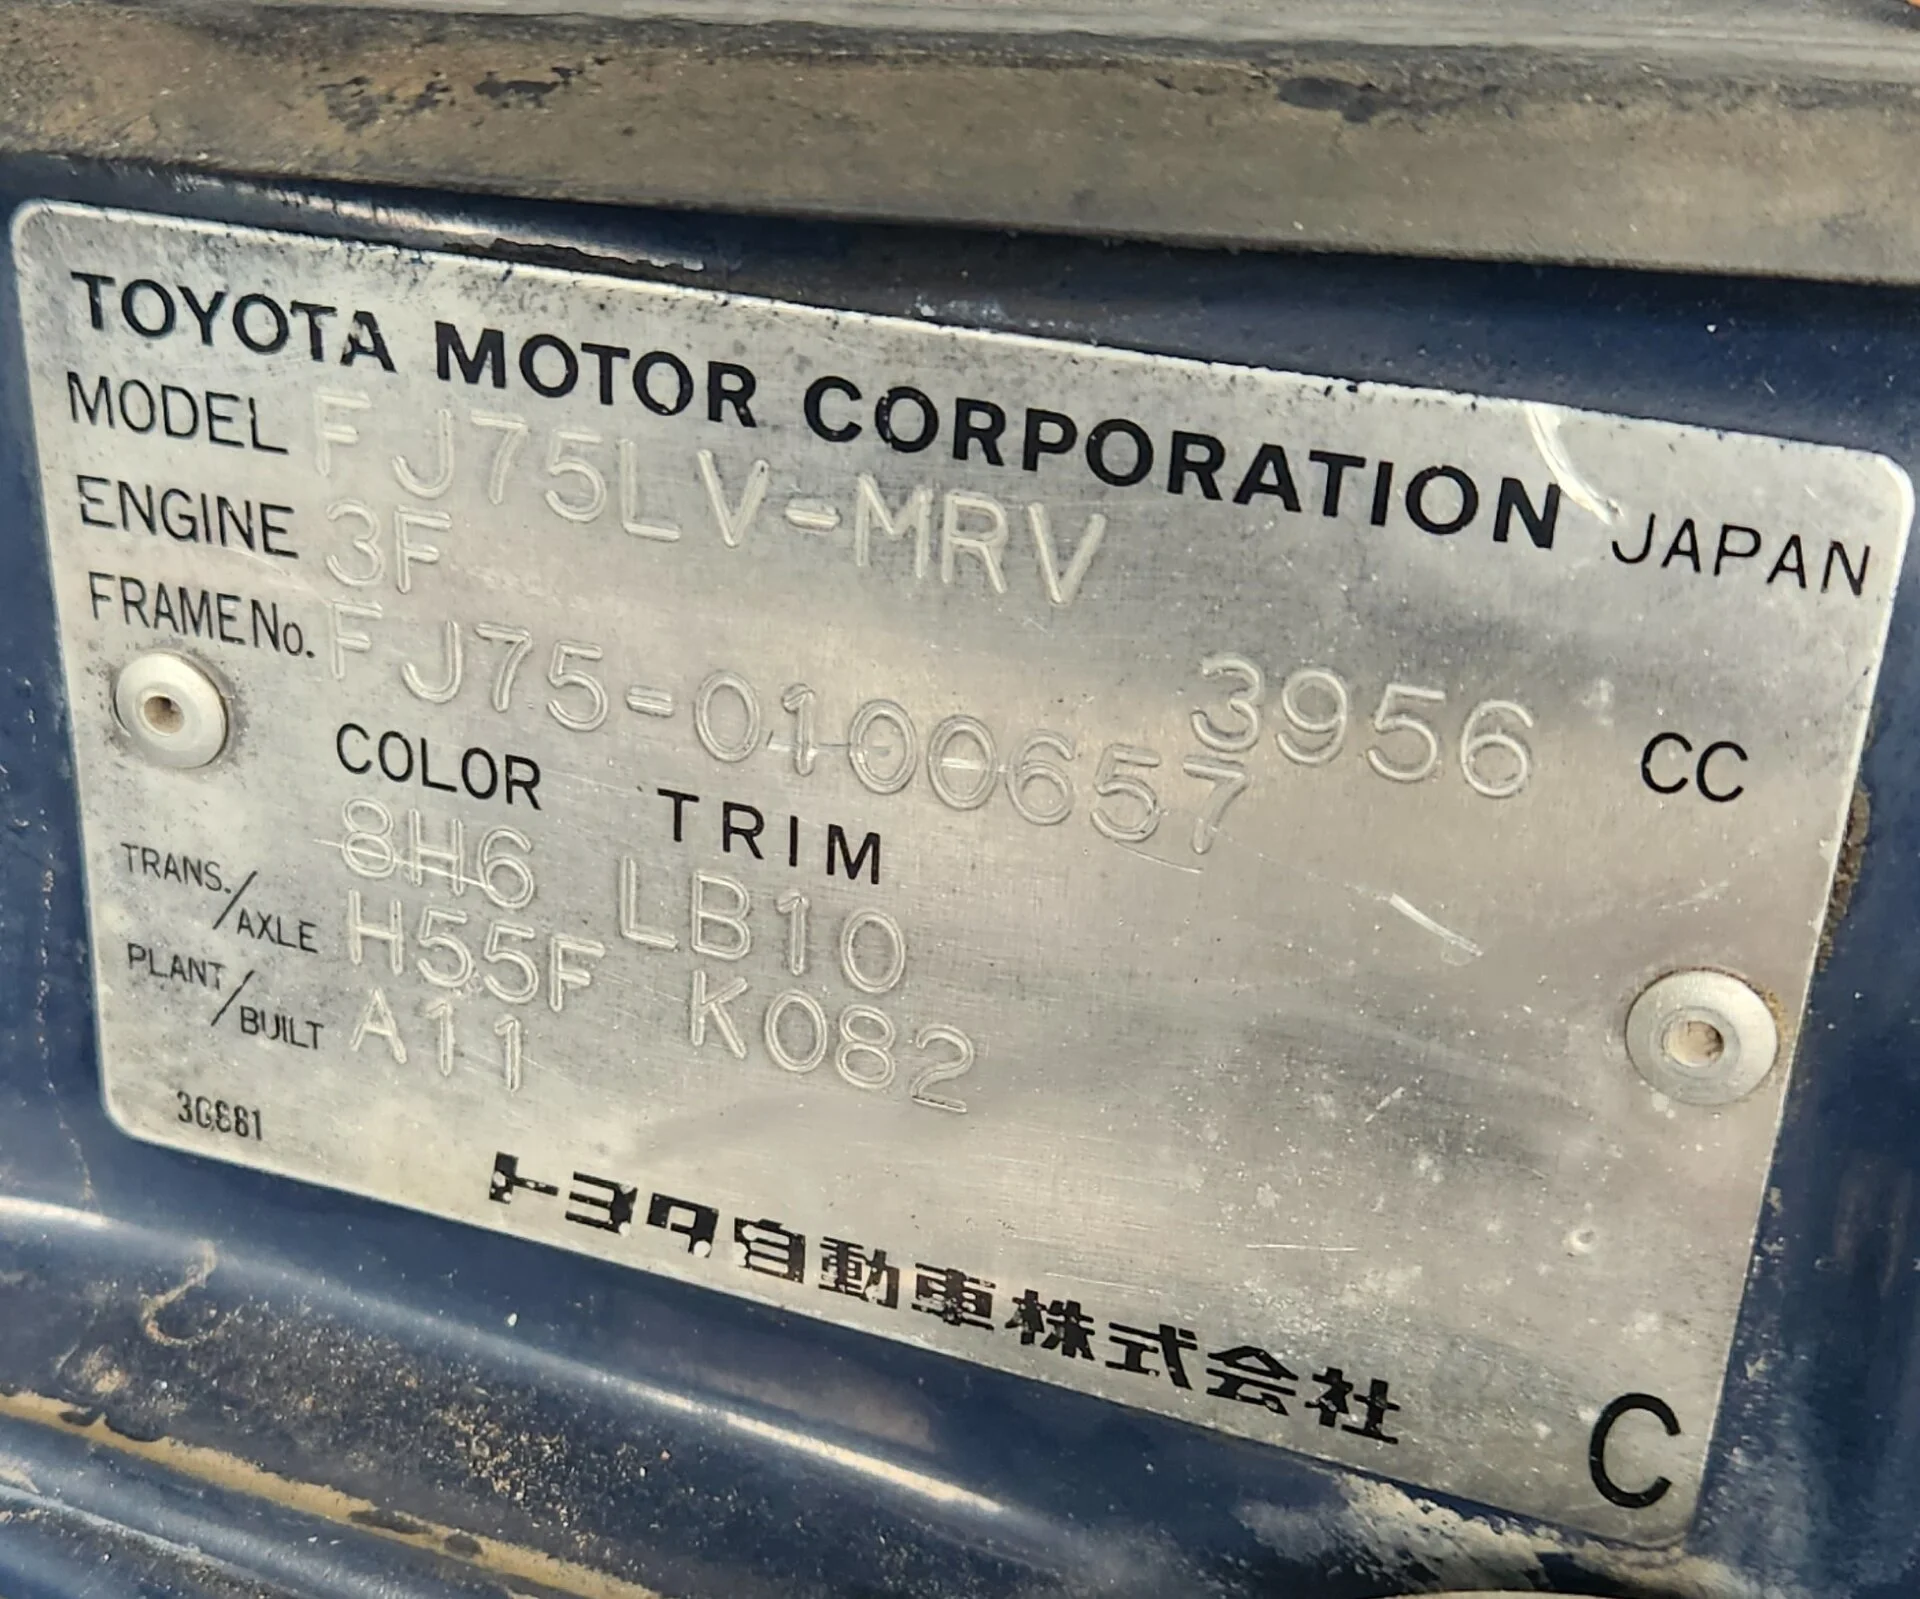 TOYOTA MOTOR CORPORATION JAPAN
MODEL FJ75LV-MRV
ENGINE 3F 3956 CC
FRAME No. FJ75-0100657
COLOR TRIM
8H6 LB10
TRANS./AXLE H55F K082
PLANT/BUILT A11
トヨタ自動車株式会社 C